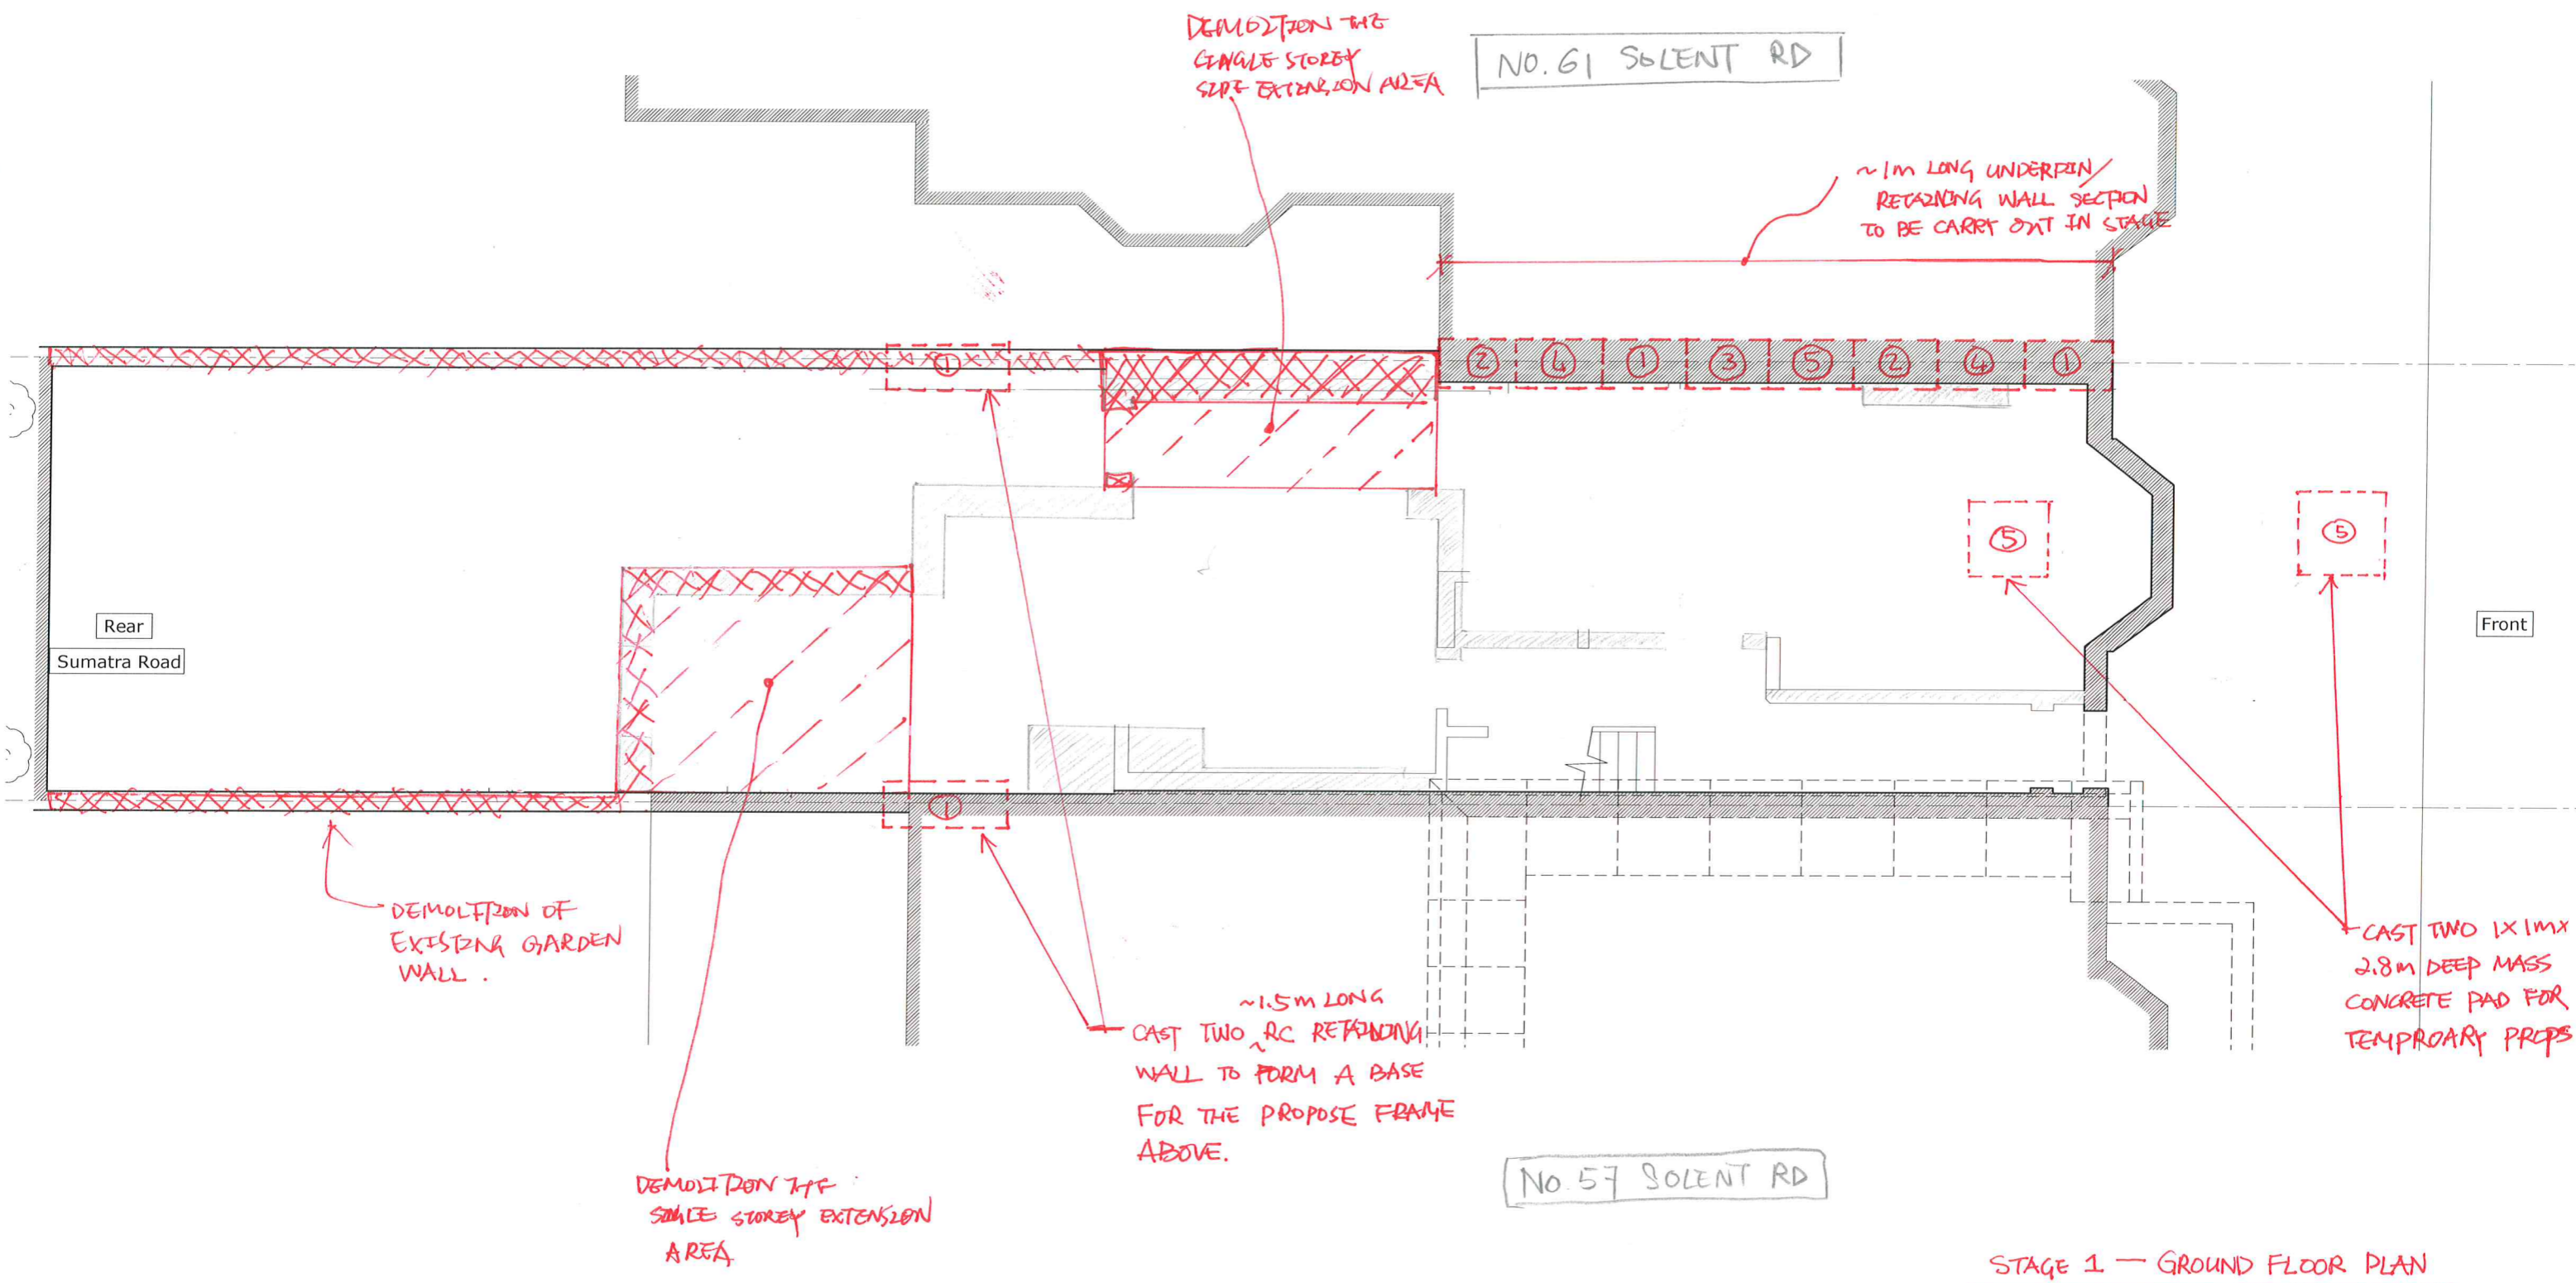 DEMOLITION THE
SINGLE STOREY
SIDE EXTENSION AREA
NO. 61 SOLENT RD
~1m LONG UNDERPIN/
RETAINING WALL SECTION
TO BE CARRY OUT IN STAGE
1
2
4
1
3
5
2
4
1
5
5
Rear
Sumatra Road
Front
1
DEMOLITION OF
EXISTING GARDEN
WALL.
~1.5m LONG
CAST TWO RC RETAINING
WALL TO FORM A BASE
FOR THE PROPOSE FRAME
ABOVE.
CAST TWO 1X1MX
2.8m DEEP MASS
CONCRETE PAD FOR
TEMPROARY PROPS
DEMOLITION THE
SINGLE STOREY EXTENSION
AREA
NO. 57 SOLENT RD
STAGE 1 — GROUND FLOOR PLAN